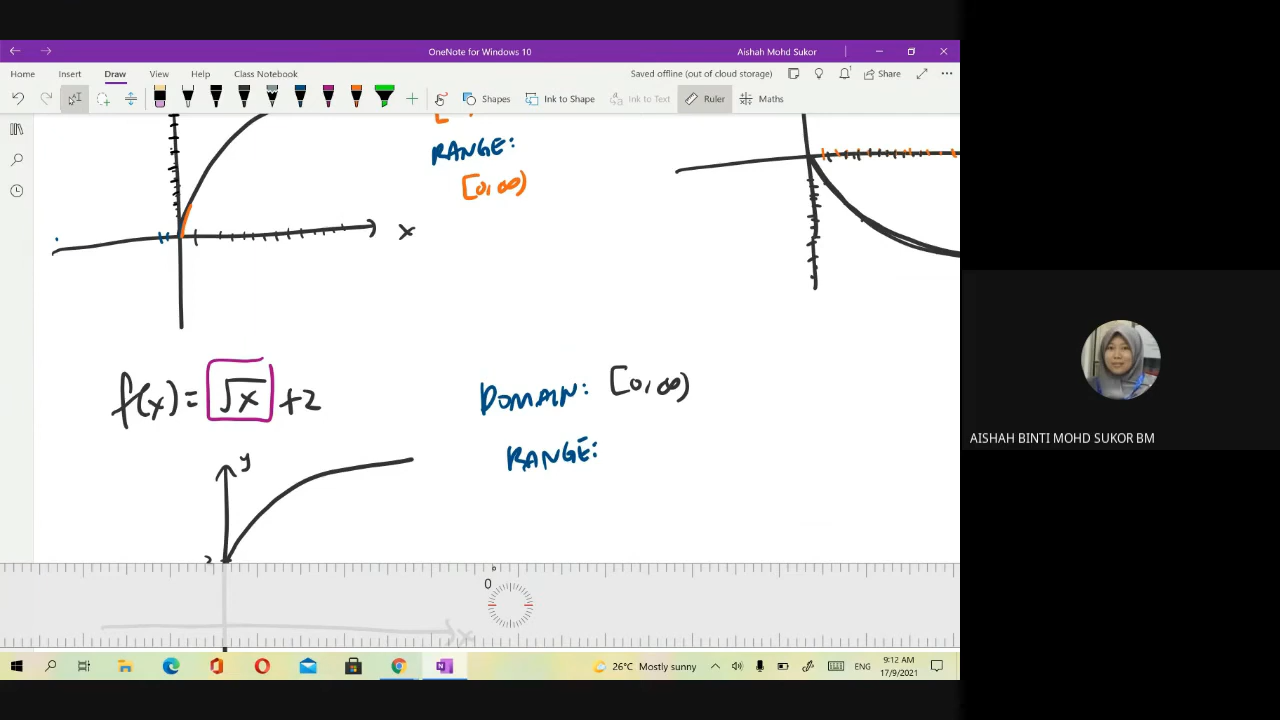 OneNote for Windows 10
Aishah Mohd Sukor
Home Insert Draw View Help Class Notebook
Saved offline (out of cloud storage)
Share
Shapes
Ink to Shape
Ink to Text
Ruler
Maths
RANGE:
[0,∞)
x
f(x)= √x +2
DOMAIN: [0,∞)
RANGE:
y
0
x
AISHAH BINTI MOHD SUKOR BM
26°C Mostly sunny
ENG
9:12 AM
17/9/2021